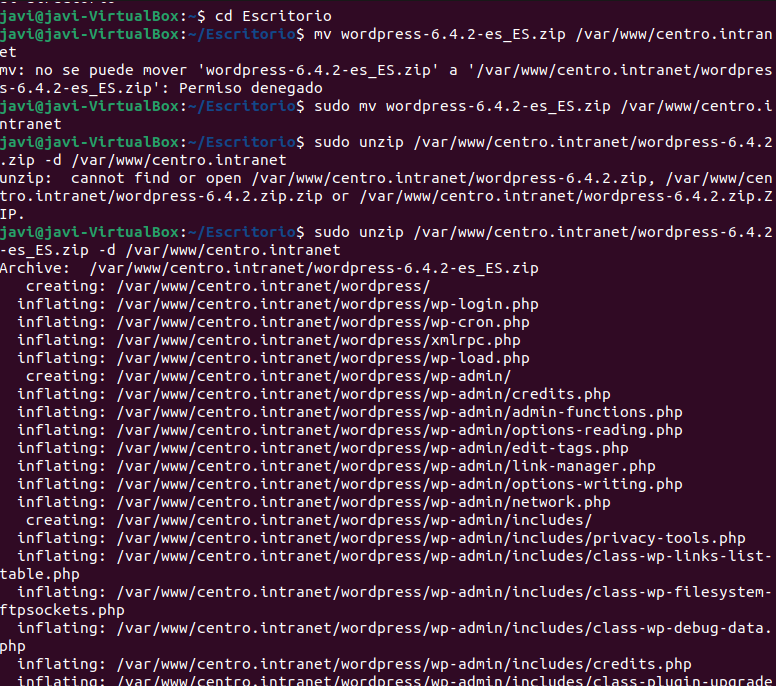 javi@javi-VirtualBox:~$ cd Escritorio
javi@javi-VirtualBox:~/Escritorio$ mv wordpress-6.4.2-es_ES.zip /var/www/centro.intran
et
mv: no se puede mover 'wordpress-6.4.2-es_ES.zip' a '/var/www/centro.intranet/wordpres
s-6.4.2-es_ES.zip': Permiso denegado
javi@javi-VirtualBox:~/Escritorio$ sudo mv wordpress-6.4.2-es_ES.zip /var/www/centro.i
ntranet
javi@javi-VirtualBox:~/Escritorio$ sudo unzip /var/www/centro.intranet/wordpress-6.4.2
.zip -d /var/www/centro.intranet
unzip:  cannot find or open /var/www/centro.intranet/wordpress-6.4.2.zip, /var/www/cen
tro.intranet/wordpress-6.4.2.zip.zip or /var/www/centro.intranet/wordpress-6.4.2.zip.Z
IP.
javi@javi-VirtualBox:~/Escritorio$ sudo unzip /var/www/centro.intranet/wordpress-6.4.2
-es_ES.zip -d /var/www/centro.intranet
Archive:  /var/www/centro.intranet/wordpress-6.4.2-es_ES.zip
   creating: /var/www/centro.intranet/wordpress/
  inflating: /var/www/centro.intranet/wordpress/wp-login.php
  inflating: /var/www/centro.intranet/wordpress/wp-cron.php
  inflating: /var/www/centro.intranet/wordpress/xmlrpc.php
  inflating: /var/www/centro.intranet/wordpress/wp-load.php
   creating: /var/www/centro.intranet/wordpress/wp-admin/
  inflating: /var/www/centro.intranet/wordpress/wp-admin/credits.php
  inflating: /var/www/centro.intranet/wordpress/wp-admin/admin-functions.php
  inflating: /var/www/centro.intranet/wordpress/wp-admin/options-reading.php
  inflating: /var/www/centro.intranet/wordpress/wp-admin/edit-tags.php
  inflating: /var/www/centro.intranet/wordpress/wp-admin/link-manager.php
  inflating: /var/www/centro.intranet/wordpress/wp-admin/options-writing.php
  inflating: /var/www/centro.intranet/wordpress/wp-admin/network.php
   creating: /var/www/centro.intranet/wordpress/wp-admin/includes/
  inflating: /var/www/centro.intranet/wordpress/wp-admin/includes/privacy-tools.php
  inflating: /var/www/centro.intranet/wordpress/wp-admin/includes/class-wp-links-list-
table.php
  inflating: /var/www/centro.intranet/wordpress/wp-admin/includes/class-wp-filesystem-
ftpsockets.php
  inflating: /var/www/centro.intranet/wordpress/wp-admin/includes/class-wp-debug-data.
php
  inflating: /var/www/centro.intranet/wordpress/wp-admin/includes/credits.php
  inflating: /var/www/centro.intranet/wordpress/wp-admin/includes/class-plugin-upgrade